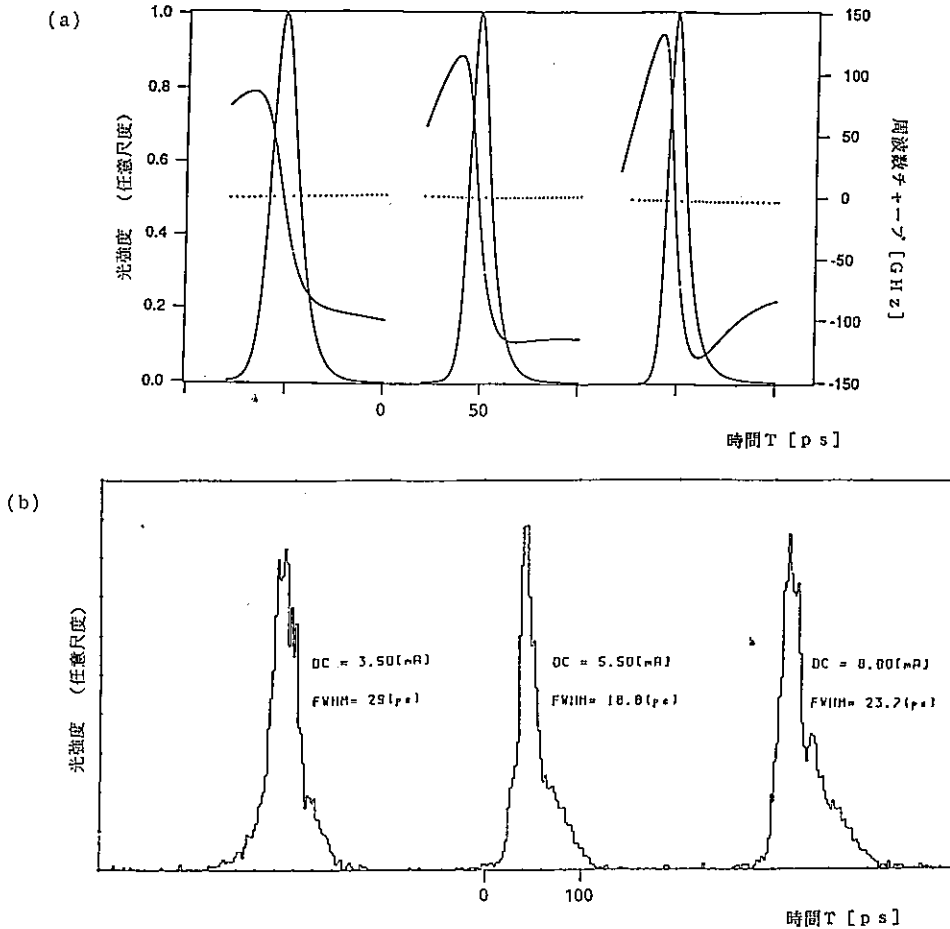 (a)
1.0
0.8
0.6
0.4
0.2
0.0
光強度 (任意尺度)
150
100
50
0
-50
-100
-150
周波数チャープ [GHz]
0
50
時間T [ps]
(b)
光強度 (任意尺度)
DC = 3.50[mA]
FWHM= 29[ps]
DC = 5.50[mA]
FWHM= 18.8[ps]
DC = 8.00[mA]
FWHM= 23.7[ps]
0
100
時間T [ps]